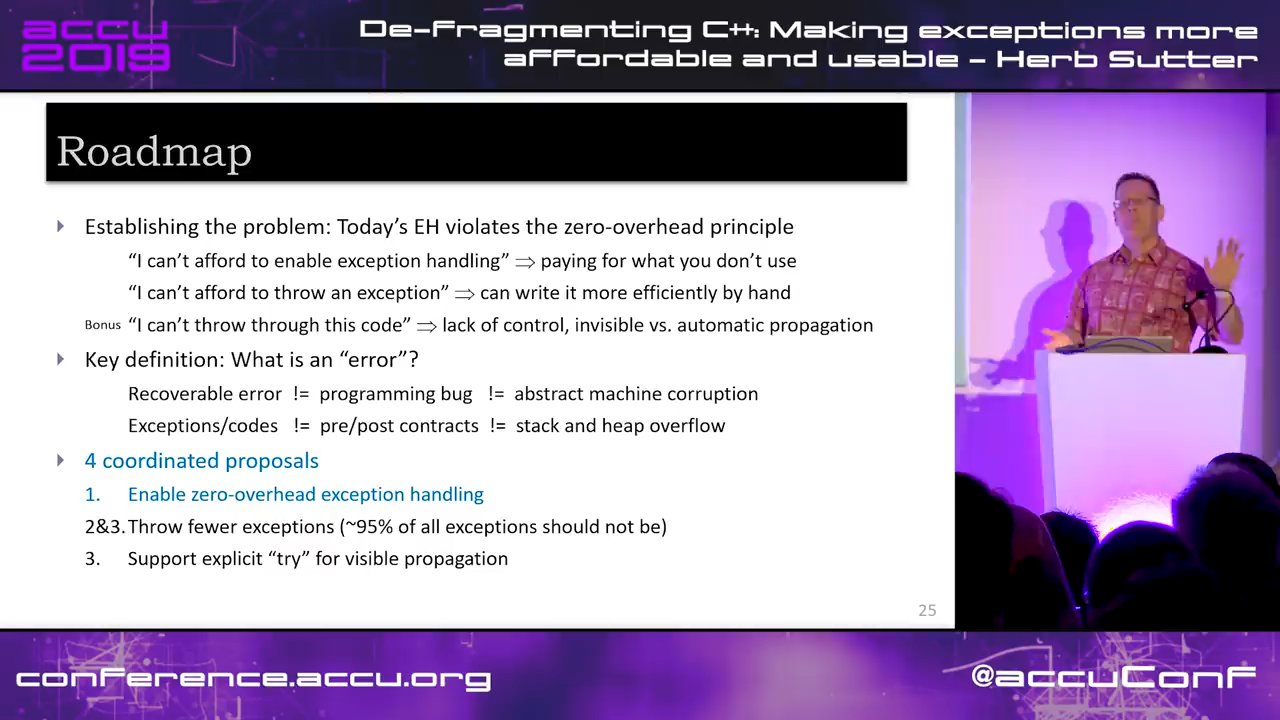 accu
2019
De-fragmenting C++: Making exceptions more
affordable and usable - Herb Sutter
Roadmap
Establishing the problem: Today's EH violates the zero-overhead principle
“I can't afford to enable exception handling” ⇒ paying for what you don't use
“I can't afford to throw an exception” ⇒ can write it more efficiently by hand
Bonus “I can't throw through this code” ⇒ lack of control, invisible vs. automatic propagation
Key definition: What is an “error”?
Recoverable error != programming bug != abstract machine corruption
Exceptions/codes != pre/post contracts != stack and heap overflow
4 coordinated proposals
1. Enable zero-overhead exception handling
2&3. Throw fewer exceptions (~95% of all exceptions should not be)
3. Support explicit “try” for visible propagation
25
conference.accu.org
@accuConf